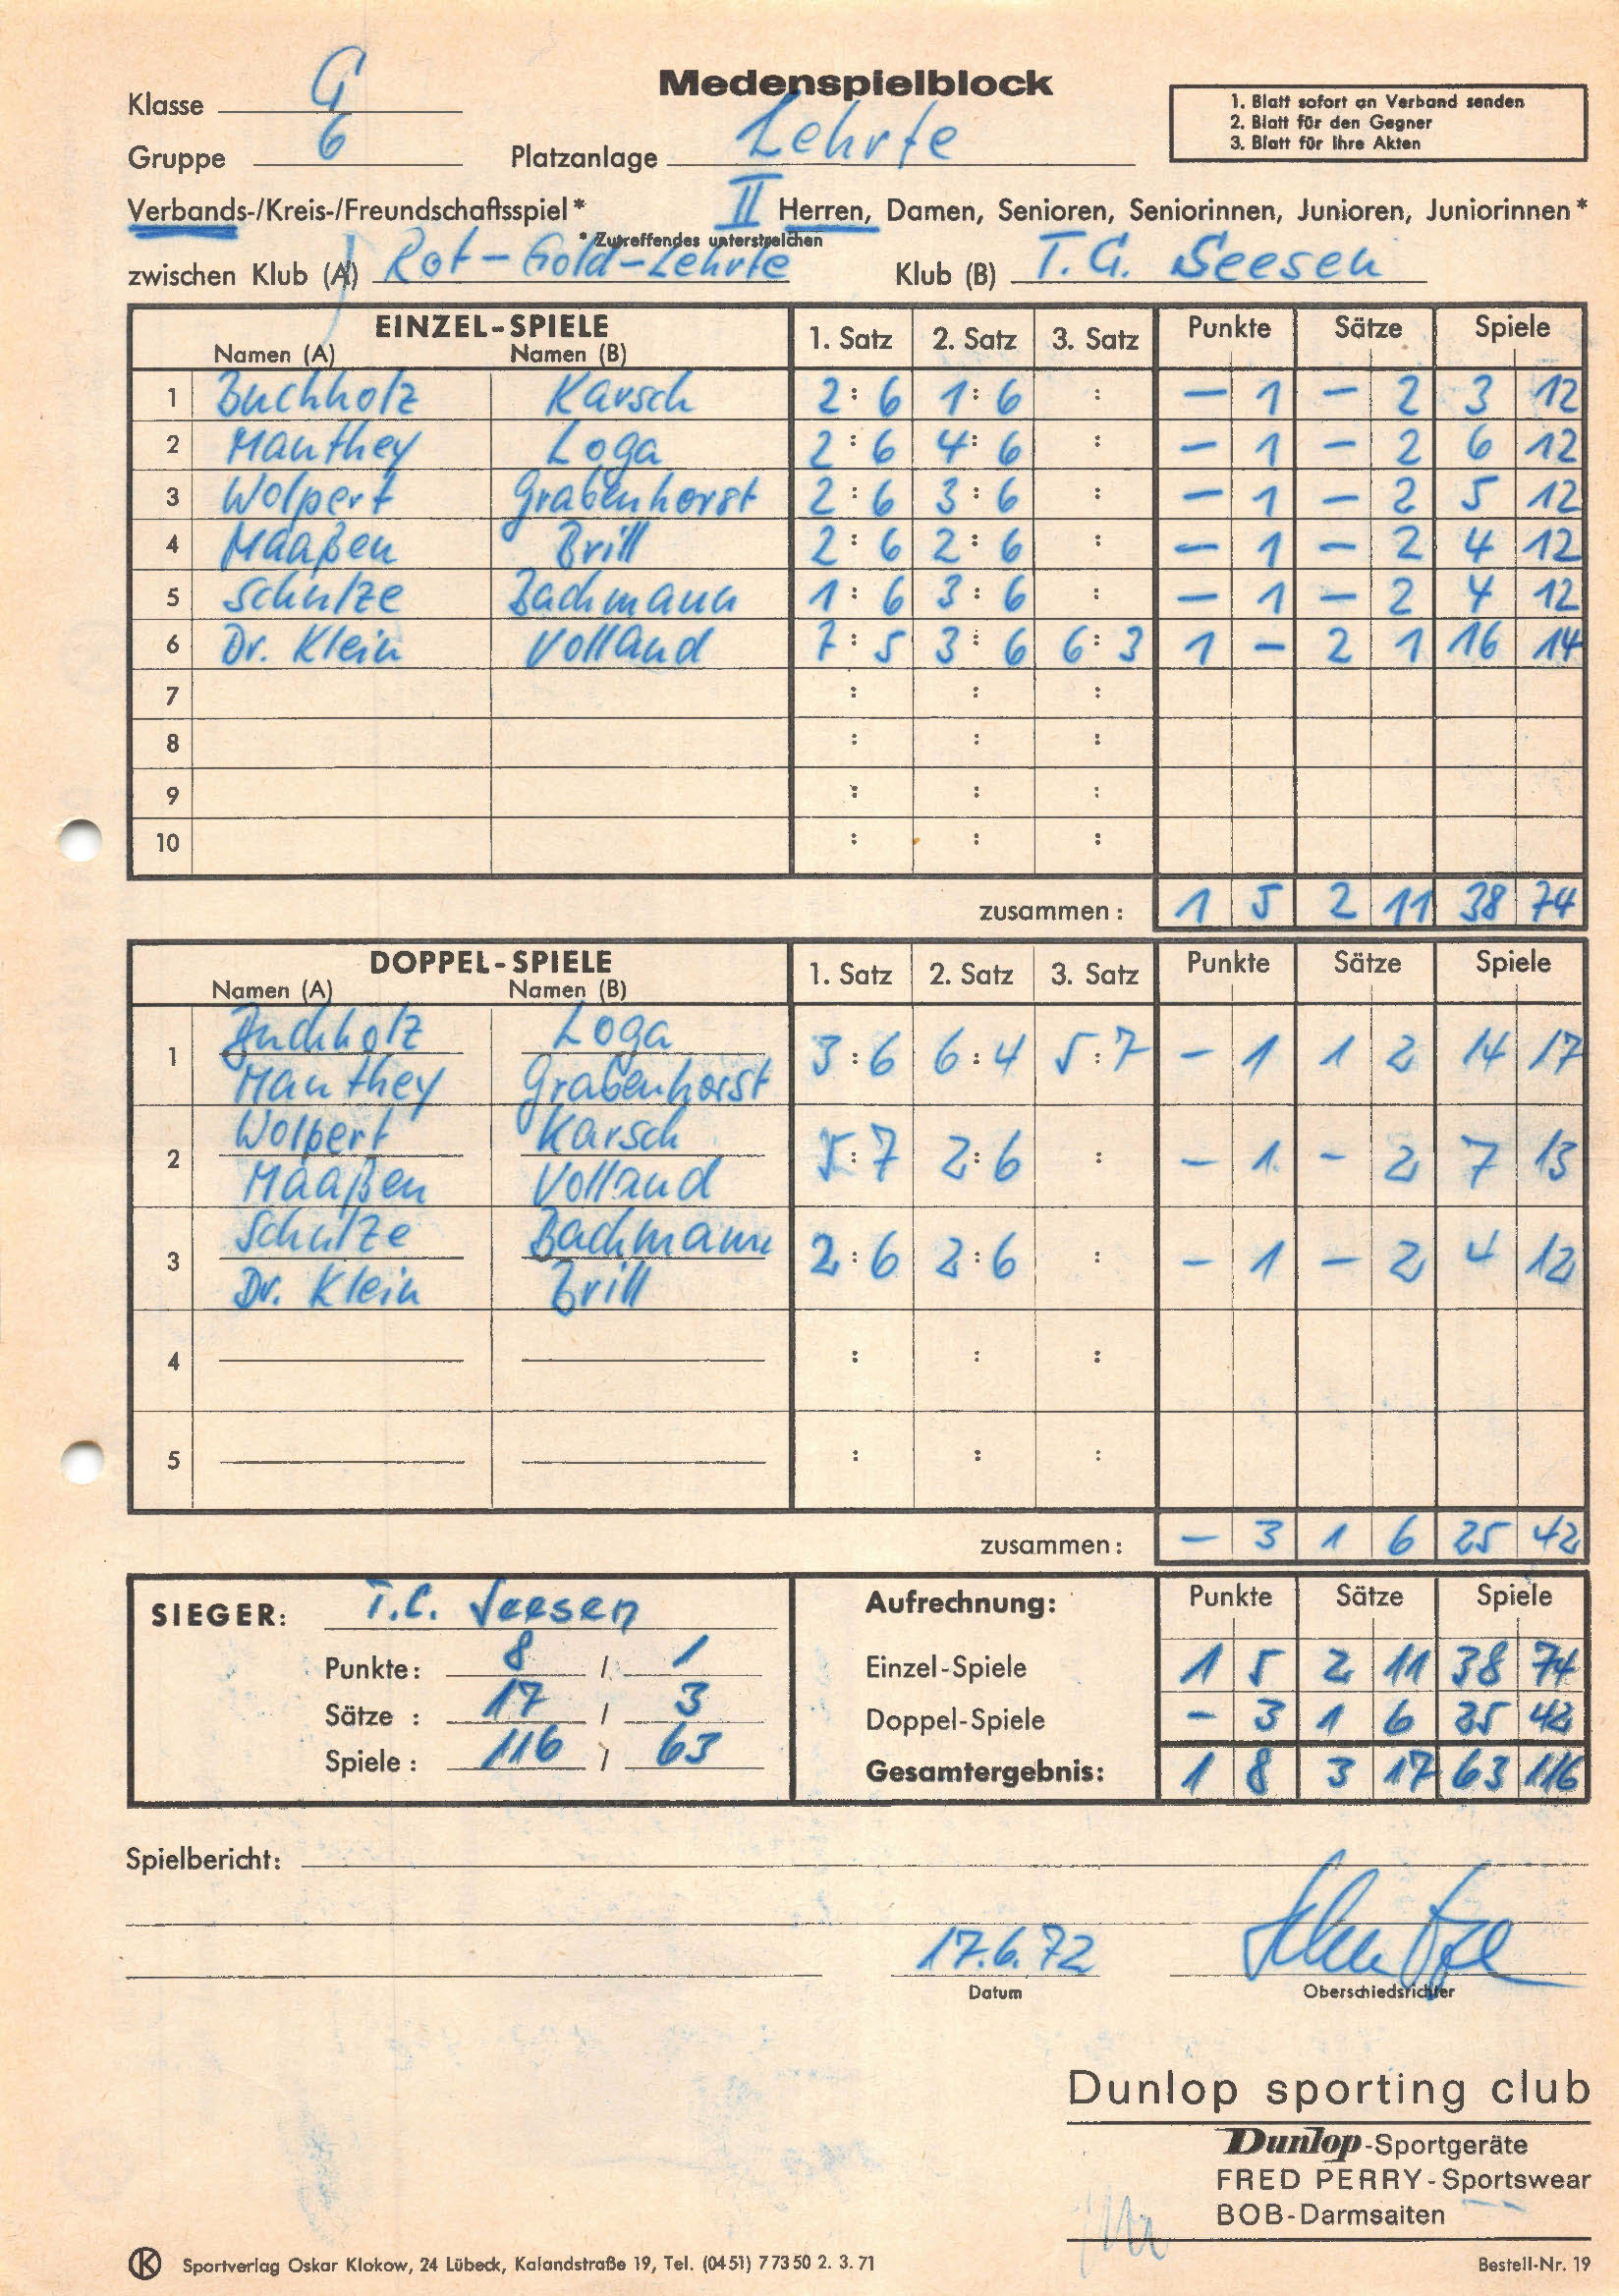 Medenspielblock
Klasse G
Gruppe 6 Platzanlage Lehrte
1. Blatt sofort an Verband senden
2. Blatt für den Gegner
3. Blatt für Ihre Akten
Verbands-/Kreis-/Freundschaftsspiel* II Herren, Damen, Senioren, Seniorinnen, Junioren, Juniorinnen*
* Zutreffendes unterstreichen
zwischen Klub (A) Rot-Gold-Lehrte Klub (B) T.G. Seesen
EINZEL-SPIELE 1. Satz 2. Satz 3. Satz Punkte Sätze Spiele
Namen (A) Namen (B)
1 Buchholz Karsch 2:6 1:6 : – 1 – 2 3 12
2 Manthey Loga 2:6 4:6 : – 1 – 2 6 12
3 Wolpert Grabenhorst 2:6 3:6 : – 1 – 2 5 12
4 Maaßen Brill 2:6 2:6 : – 1 – 2 4 12
5 Schulze Bachmann 1:6 3:6 : – 1 – 2 4 12
6 Dr. Klein Volland 7:5 3:6 6:3 1 – 2 1 16 14
7 : : :
8 : : :
9 : : :
10 : : :
zusammen: 1 5 2 11 38 74
DOPPEL-SPIELE 1. Satz 2. Satz 3. Satz Punkte Sätze Spiele
Namen (A) Namen (B)
Buchholz Loga
1 3:6 6:4 5:7 – 1 1 2 14 17
Manthey Grabenhorst
Wolpert Karsch
2 5:7 2:6 : – 1. – 2 7 13
Maaßen Volland
Schulze Bachmann
3 2:6 2:6 : – 1 – 2 4 12
Dr. Klein Brill
4 : : :
5 : : :
zusammen: – 3 1 6 25 42
SIEGER: T.C. Seesen
Punkte: 8 / 1
Sätze : 17 / 3
Spiele : 116 / 63
Aufrechnung: Punkte Sätze Spiele
Einzel-Spiele 1 5 2 11 38 74
Doppel-Spiele – 3 1 6 25 42
Gesamtergebnis: 1 8 3 17 63 116
Spielbericht:
17.6.72 Schulze
Datum Oberschiedsrichter
Dunlop sporting club
Dunlop-Sportgeräte
FRED PERRY-Sportswear
BOB-Darmsaiten
K Sportverlag Oskar Klokow, 24 Lübeck, Kalandstraße 19, Tel. (0451) 77350 2. 3. 71 Bestell-Nr. 19